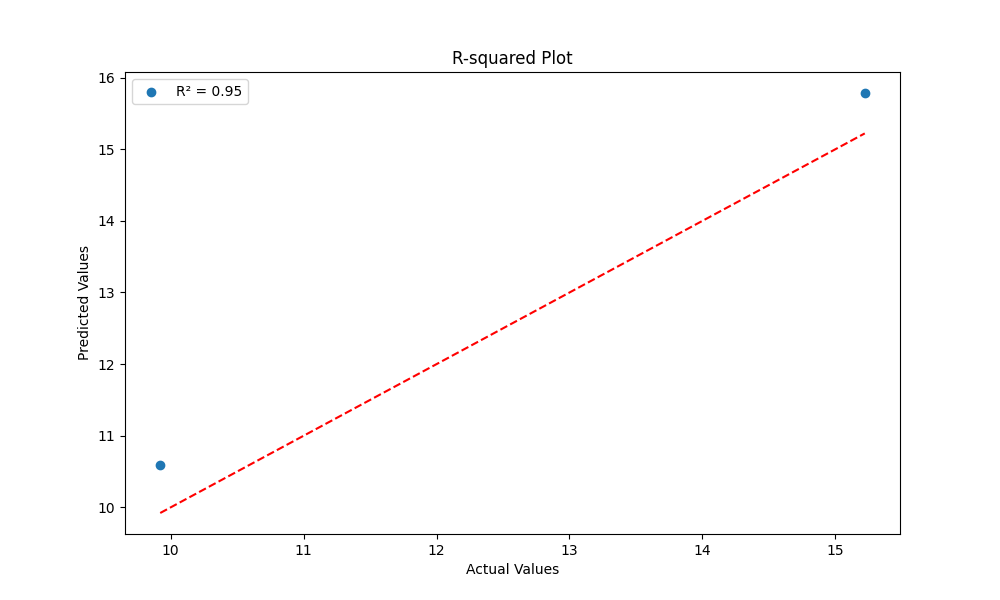 R-squared Plot
R² = 0.95
16
15
14
13
12
11
10
Predicted Values
10 11 12 13 14 15
Actual Values